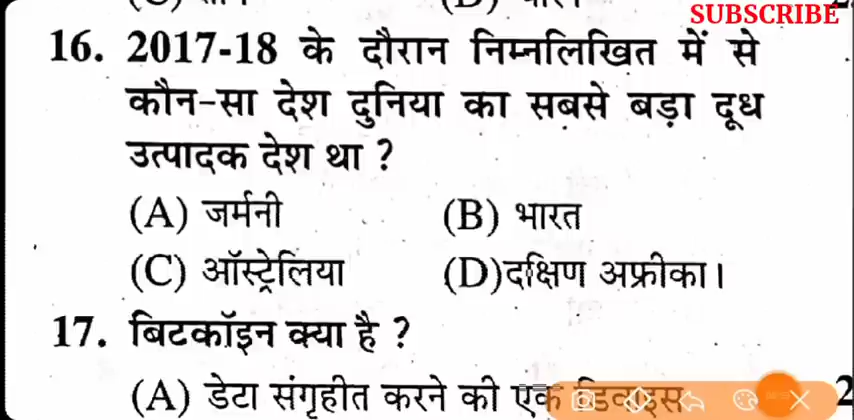 SUBSCRIBE
16. 2017-18 के दौरान निम्नलिखित में से
कौन-सा देश दुनिया का सबसे बड़ा दूध
उत्पादक देश था ?
(A) जर्मनी (B) भारत
(C) ऑस्ट्रेलिया (D)दक्षिण अफ्रीका।
17. बिटकॉइन क्या है ?
(A) डेटा संगृहीत करने की एक डिवाइस